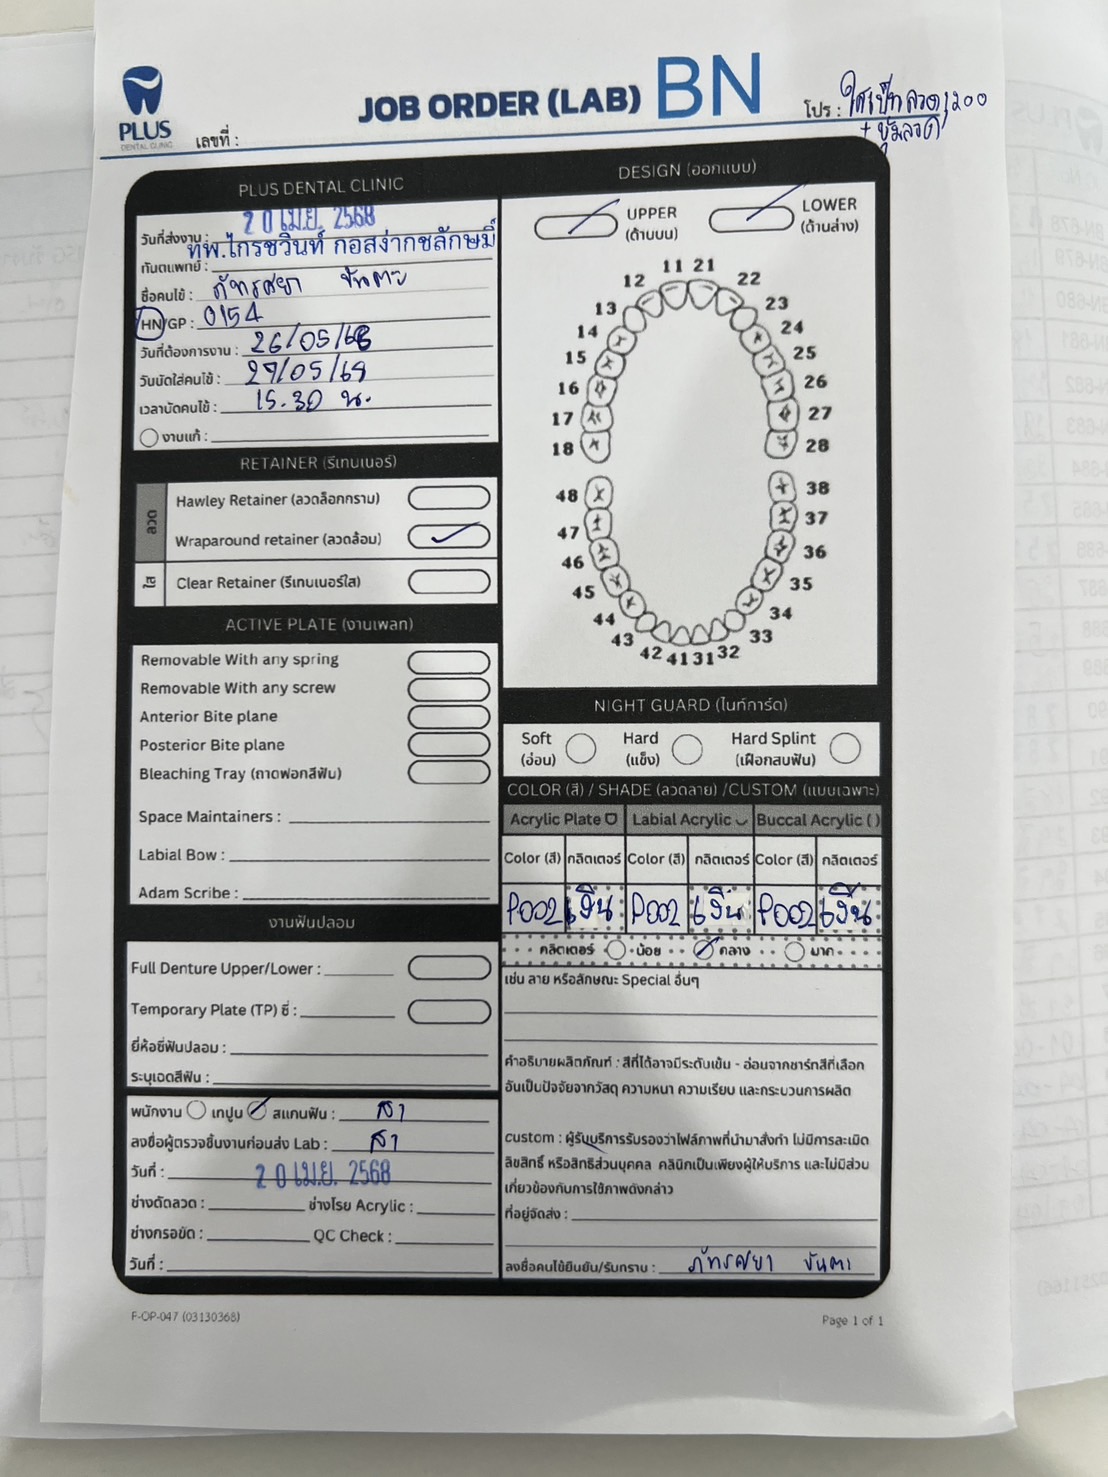 PLUS
DENTAL CLINIC
JOB ORDER (LAB) BN
เลขที่ :
โปร : 1200
PLUS DENTAL CLINIC
วันที่ส่งงาน : 20 เม.ย. 2568
ทพ.ไกรชวินท์ กอสง่ากชลักษมิ์
ทันตแพทย์ :
ชื่อคนไข้ : ภัทรศยา
HN/GP : 0154
วันที่ต้องการงาน : 26/05/68
วันนัดใส่คนไข้ : 27/05/68
เวลานัดคนไข้ : 15.30 น.
งานแก้ :
RETAINER (รีเทนเนอร์)
ลวด
Hawley Retainer (ลวดล็อกกราม)
Wraparound retainer (ลวดล้อม)
ใส
Clear Retainer (รีเทนเนอร์ใส)
ACTIVE PLATE (งานเพลท)
Removable With any spring
Removable With any screw
Anterior Bite plane
Posterior Bite plane
Bleaching Tray (ถาดฟอกสีฟัน)
Space Maintainers :
Labial Bow :
Adam Scribe :
งานฟันปลอม
Full Denture Upper/Lower :
Temporary Plate (TP) ซี่ :
ยี่ห้อซี่ฟันปลอม :
ระบุเฉดสีฟัน :
พนักงาน เทปูน สแกนฟัน : สา
ลงชื่อผู้ตรวจชิ้นงานก่อนส่ง Lab : สา
วันที่ : 20 เม.ย. 2568
ช่างดัดลวด : ช่างโรย Acrylic :
ช่างกรอขัด : QC Check :
วันที่ :
DESIGN (ออกแบบ)
UPPER (ด้านบน)
LOWER (ด้านล่าง)
11 21
12 22
13 23
14 24
15 25
16 26
17 27
18 28
48 38
47 37
46 36
45 35
44 34
43 33
42 41 31 32
NIGHT GUARD (ไนท์การ์ด)
Soft (อ่อน)
Hard (แข็ง)
Hard Splint (เฝือกสบฟัน)
COLOR (สี) / SHADE (ลวดลาย) /CUSTOM (แบบเฉพาะ)
Acrylic Plate Labial Acrylic Buccal Acrylic ( )
Color (สี) กลิตเตอร์ Color (สี) กลิตเตอร์ Color (สี) กลิตเตอร์
P002 เงิน P002 เงิน P002 เงิน
กลิตเตอร์ น้อย กลาง มาก
เช่น ลาย หรือลักษณะ Special อื่นๆ
คำอธิบายผลิตภัณฑ์ : สีที่ได้อาจมีระดับเข้ม - อ่อนจากชาร์ทสีที่เลือก
อันเป็นปัจจัยจากวัสดุ ความหนา ความเรียบ และกระบวนการผลิต
custom : ผู้รับบริการรับรองว่าไฟล์ภาพที่นำมาสั่งทำ ไม่มีการละเมิด
ลิขสิทธิ์ หรือสิทธิส่วนบุคคล คลินิกเป็นเพียงผู้ให้บริการ และไม่มีส่วน
เกี่ยวข้องกับการใช้ภาพดังกล่าว
ที่อยู่จัดส่ง :
ลงชื่อคนไข้ยืนยัน/รับทราบ : ภัทรศยา
F-OP-047 (03130368)
Page 1 of 1